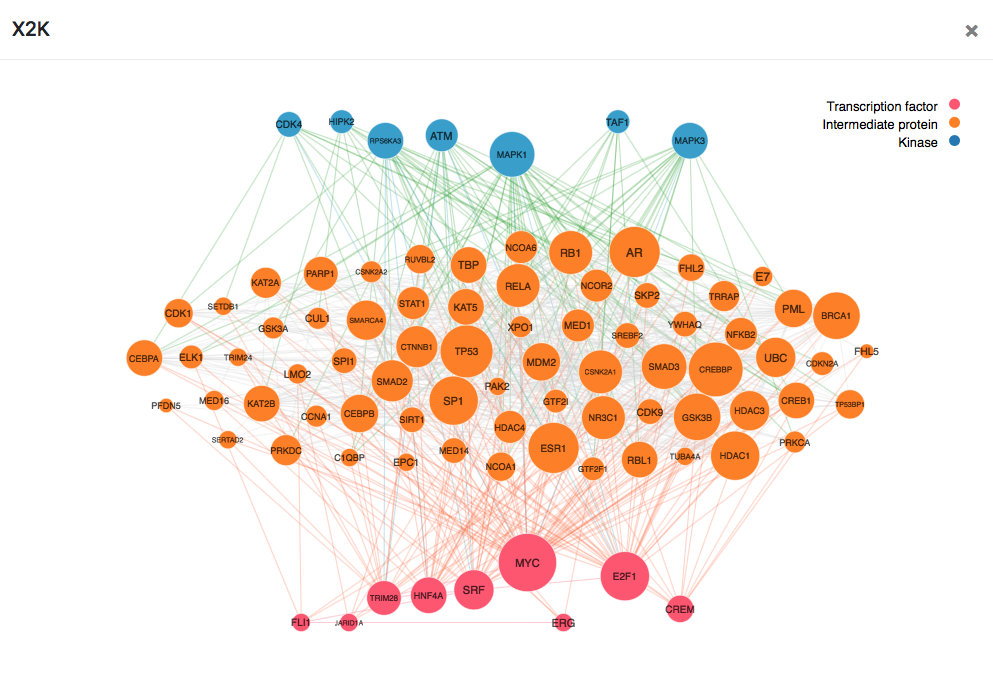 X2K
×
Transcription factor
Intermediate protein
Kinase
CDK4
HIPK2
RPS6KA3
ATM
MAPK1
TAF1
MAPK3
NCOA6
RB1
AR
RUVBL2
TBP
FHL2
E7
KAT2A
PARP1
CSNK2A2
RELA
NCOR2
SKP2
TRRAP
CDK1
SETDB1
STAT1
KAT5
PML
BRCA1
GSK3A
CUL1
SMARCA4
XPO1
MED1
SREBF2
YWHAQ
NFKB2
CEBPA
ELK1
TRIM24
SPI1
CTNNB1
TP53
MDM2
CSNK2A1
SMAD3
CREBBP
UBC
CDKN2A
FHL5
LMO2
SMAD2
PAK2
PFDN5
MED16
KAT2B
CCNA1
CEBPB
SIRT1
SP1
GTF2I
NR3C1
CDK9
GSK3B
HDAC3
CREB1
TP53BP1
HDAC4
SERTAD2
PRKDC
C1QBP
EPC1
MED14
NCOA1
ESR1
GTF2F1
RBL1
TUBA4A
HDAC1
PRKCA
MYC
E2F1
TRIM28
HNF4A
SRF
CREM
FLI1
JARID1A
ERG